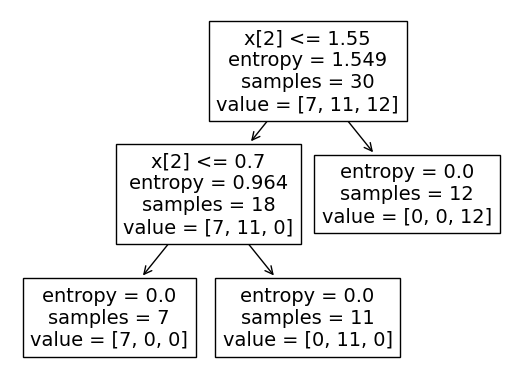 x[2] <= 1.55
entropy = 1.549
samples = 30
value = [7, 11, 12]
x[2] <= 0.7
entropy = 0.964
samples = 18
value = [7, 11, 0]
entropy = 0.0
samples = 12
value = [0, 0, 12]
entropy = 0.0
samples = 7
value = [7, 0, 0]
entropy = 0.0
samples = 11
value = [0, 11, 0]